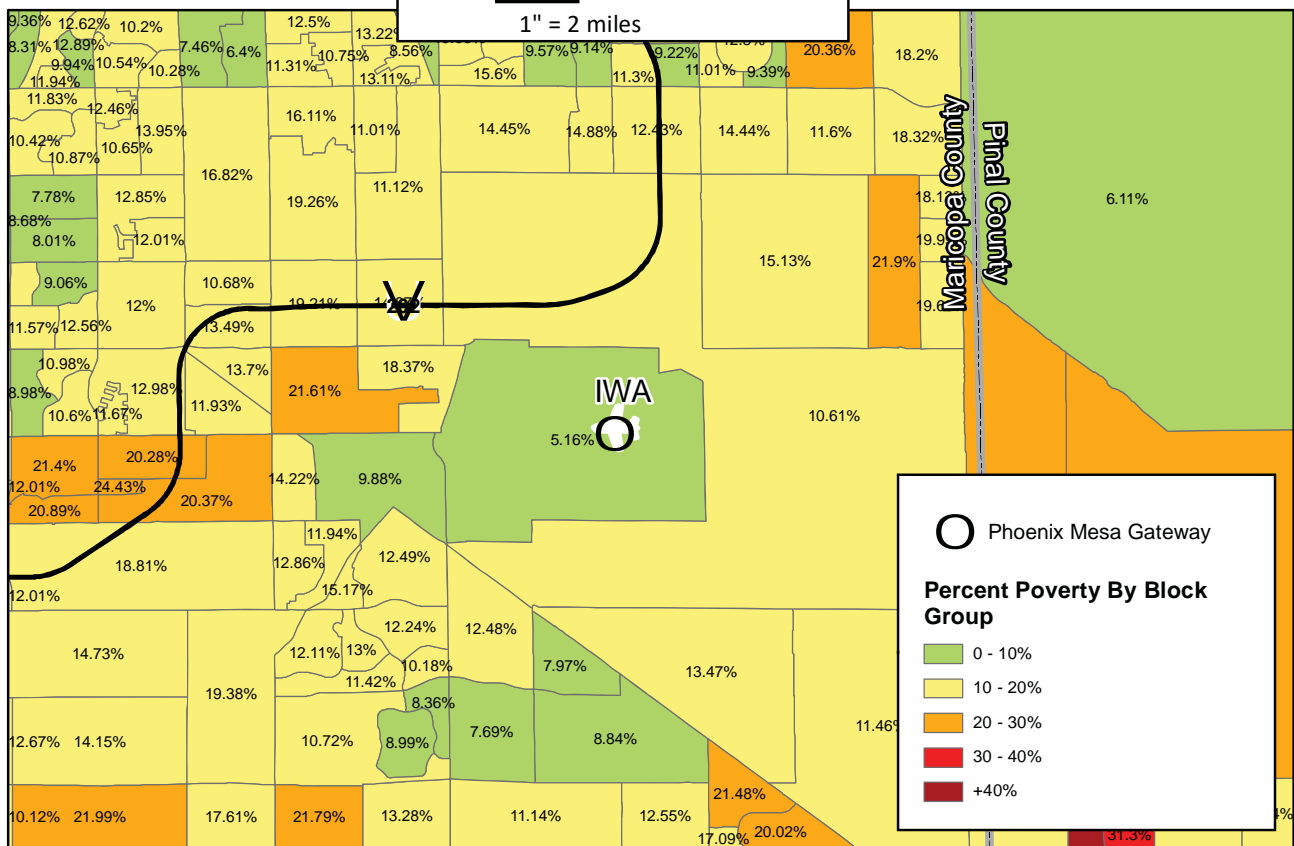 1" = 2 miles
9.36% 12.62% 10.2% 12.5% 13.22%
8.31% 12.89% 7.46% 6.4% 10.75% 8.56% 9.57% 9.14% 9.22% 20.36% 18.2%
9.94% 10.54% 10.28% 11.31% 13.11% 15.6% 11.3% 11.01% 9.39%
11.94%
11.83% 12.46% 16.11%
10.42% 13.95% 11.01% 14.45% 14.88% 12.43% 14.44% 11.6% 18.32%
10.87% 10.65%
16.82% 11.12%
7.78% 12.85% 19.26% 6.11%
8.68%
8.01% 12.01%
15.13% 21.9%
9.06% 10.68%
12% 19.21%
11.57% 12.56% 13.49%
Maricopa County
Pinal County
V
202
10.98% 13.7% 18.37%
8.98% 12.98% 21.61%
10.6% 11.67% 11.93%
IWA
5.16% O
10.61%
21.4% 20.28%
12.01% 24.43% 20.37% 14.22% 9.88%
20.89%
11.94%
18.81% 12.86% 12.49%
12.01% 15.17%
12.24% 12.48%
14.73% 12.11% 13% 10.18% 7.97% 13.47%
19.38% 11.42%
8.36%
12.67% 14.15% 10.72% 8.99% 7.69% 8.84%
21.48%
10.12% 21.99% 17.61% 21.79% 13.28% 11.14% 12.55%
17.09% 20.02%
31.3%
O Phoenix Mesa Gateway
Percent Poverty By Block
Group
0 - 10%
10 - 20%
20 - 30%
30 - 40%
+40%